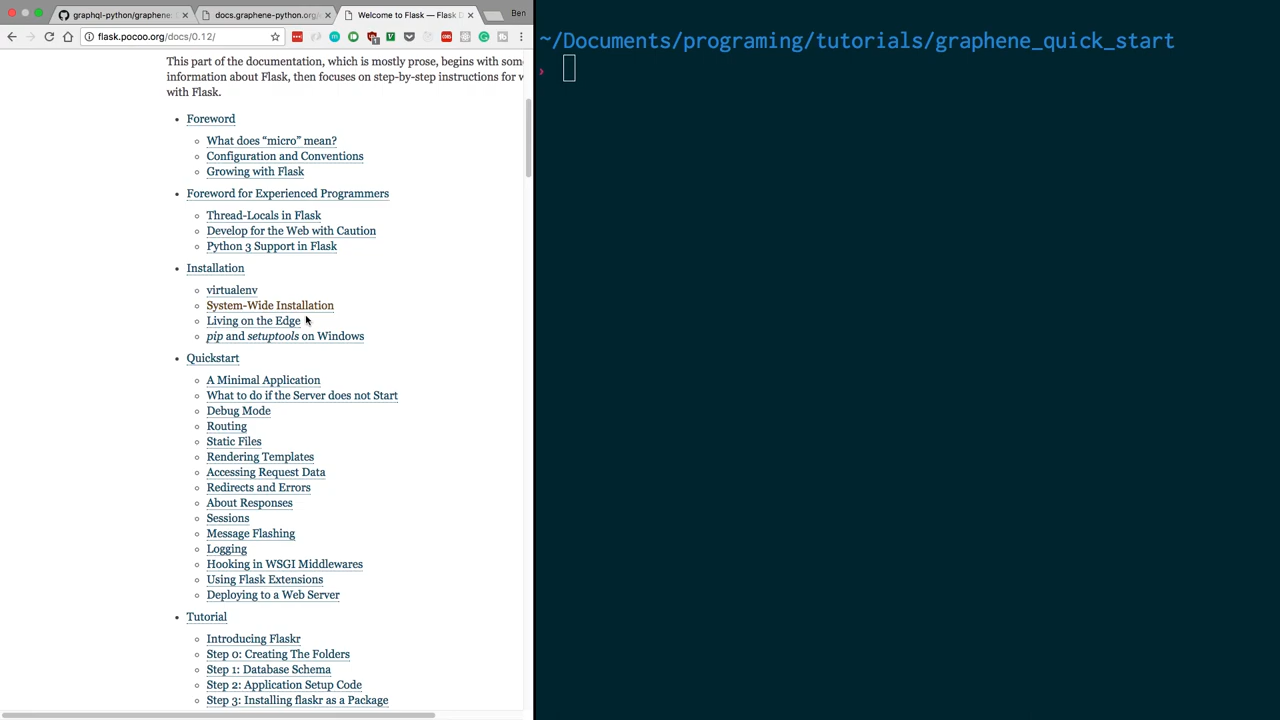 graphql-python/graphene:
docs.graphene-python.org/
Welcome to Flask — Flask D
Ben
flask.pocoo.org/docs/0.12/
This part of the documentation, which is mostly prose, begins with som
information about Flask, then focuses on step-by-step instructions for w
with Flask.
Foreword
What does “micro” mean?
Configuration and Conventions
Growing with Flask
Foreword for Experienced Programmers
Thread-Locals in Flask
Develop for the Web with Caution
Python 3 Support in Flask
Installation
virtualenv
System-Wide Installation
Living on the Edge
pip and setuptools on Windows
Quickstart
A Minimal Application
What to do if the Server does not Start
Debug Mode
Routing
Static Files
Rendering Templates
Accessing Request Data
Redirects and Errors
About Responses
Sessions
Message Flashing
Logging
Hooking in WSGI Middlewares
Using Flask Extensions
Deploying to a Web Server
Tutorial
Introducing Flaskr
Step 0: Creating The Folders
Step 1: Database Schema
Step 2: Application Setup Code
Step 3: Installing flaskr as a Package
~/Documents/programing/tutorials/graphene_quick_start
›